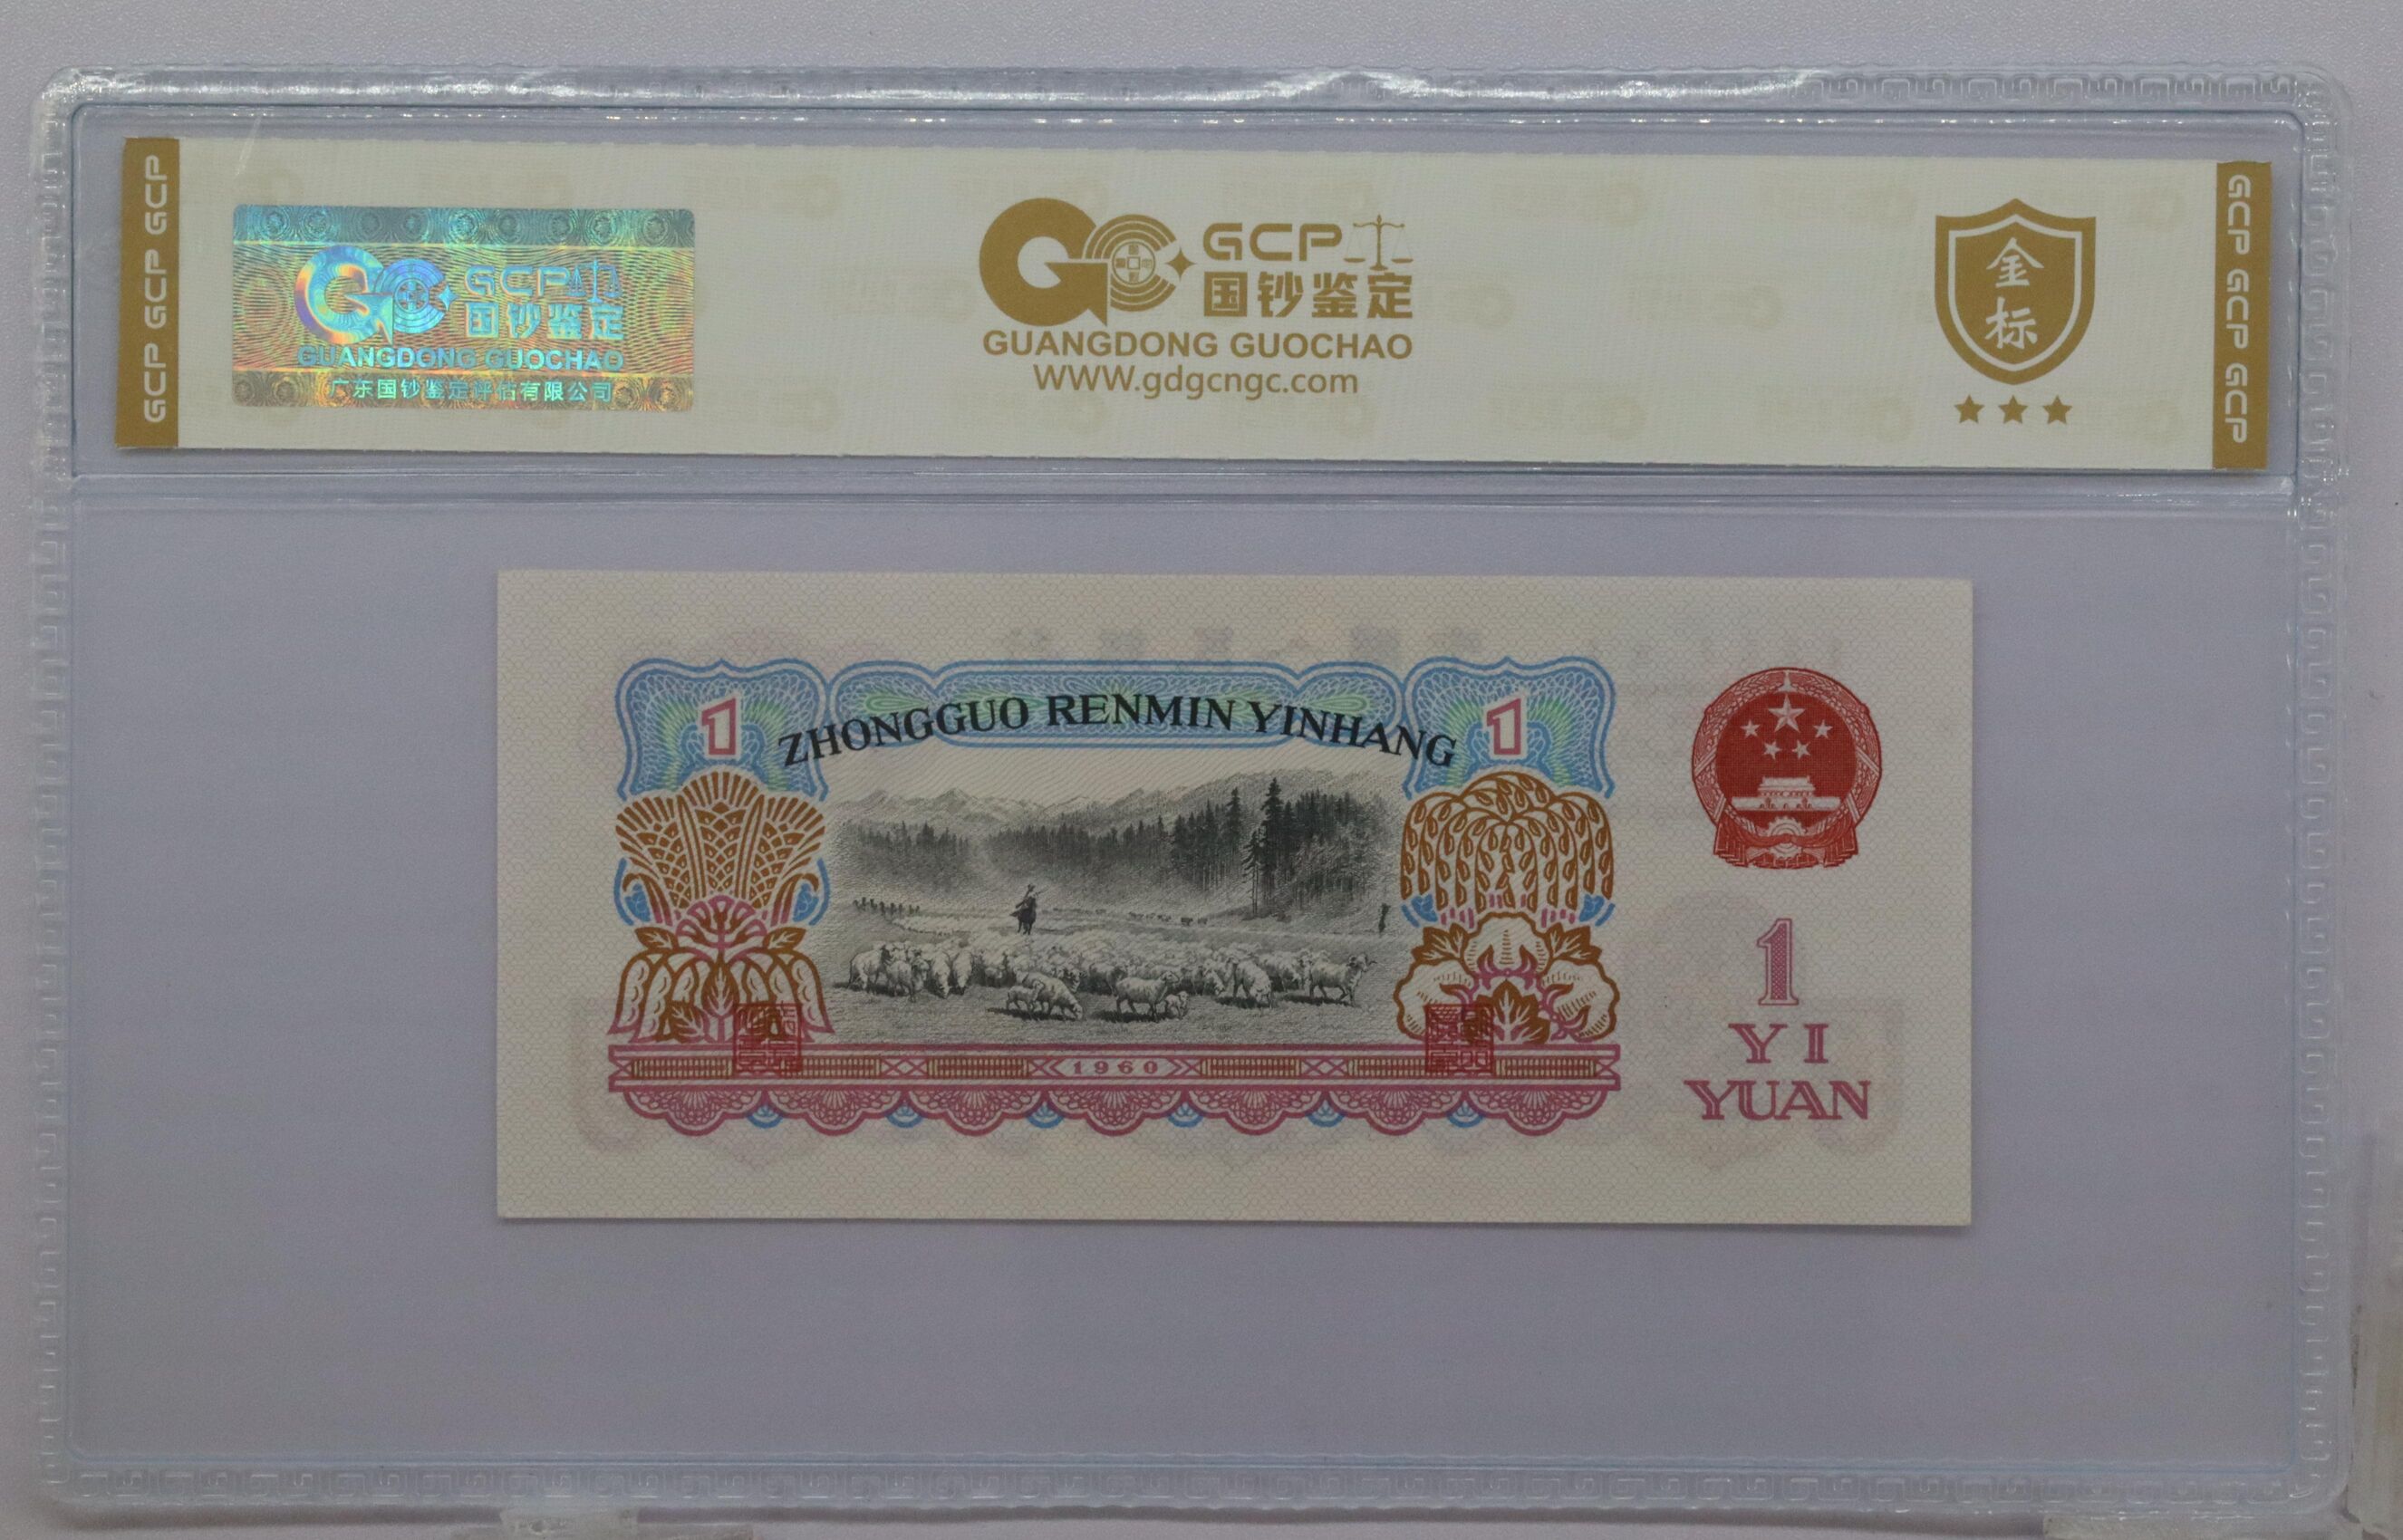 GCP GCP GCP
GCP
国钞鉴定
GUANGDONG GUOCHAO
广东国钞鉴定评估有限公司
GCP
国钞鉴定
GUANGDONG GUOCHAO
WWW.gdgcngc.com
金
标
GCP GCP GCP
1
ZHONGGUO RENMIN YINHANG
1
1960
1
YI
YUAN